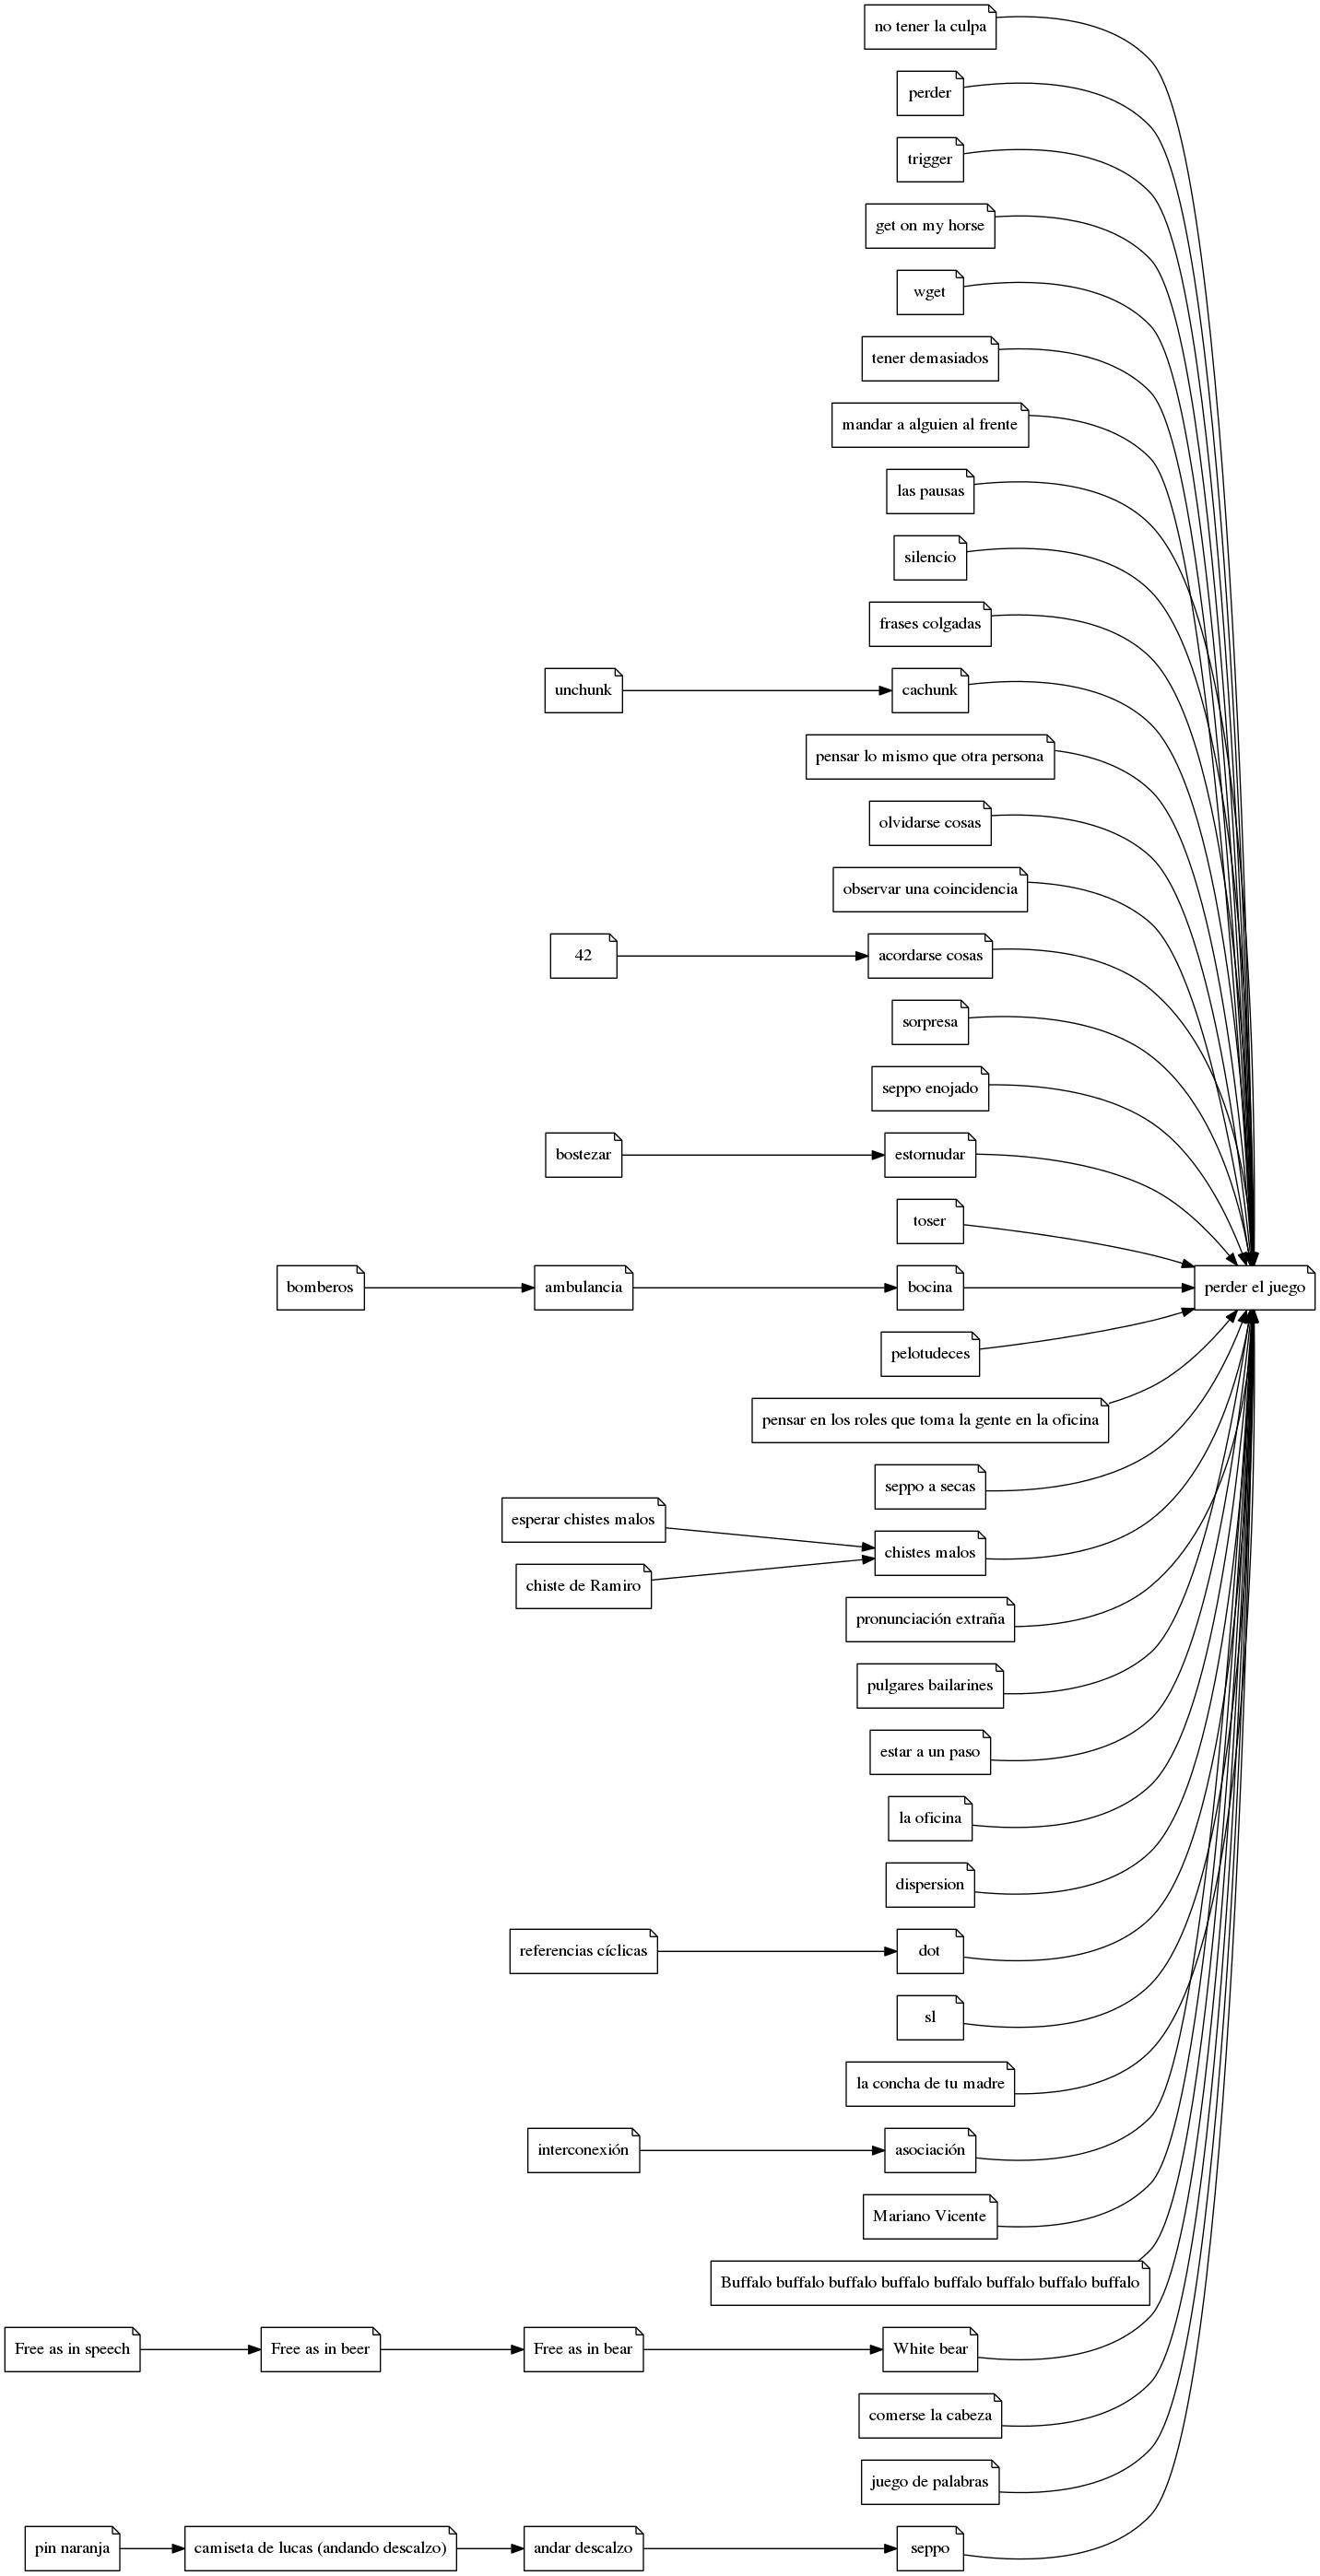 no tener la culpa
perder
trigger
get on my horse
wget
tener demasiados
mandar a alguien al frente
las pausas
silencio
frases colgadas
unchunk
cachunk
pensar lo mismo que otra persona
olvidarse cosas
observar una coincidencia
42
acordarse cosas
sorpresa
seppo enojado
bostezar
estornudar
toser
bomberos
ambulancia
bocina
perder el juego
pelotudeces
pensar en los roles que toma la gente en la oficina
seppo a secas
esperar chistes malos
chistes malos
chiste de Ramiro
pronunciación extraña
pulgares bailarines
estar a un paso
la oficina
dispersion
referencias cíclicas
dot
sl
la concha de tu madre
interconexión
asociación
Mariano Vicente
Buffalo buffalo buffalo buffalo buffalo buffalo buffalo buffalo
Free as in speech
Free as in beer
Free as in bear
White bear
comerse la cabeza
juego de palabras
pin naranja
camiseta de lucas (andando descalzo)
andar descalzo
seppo